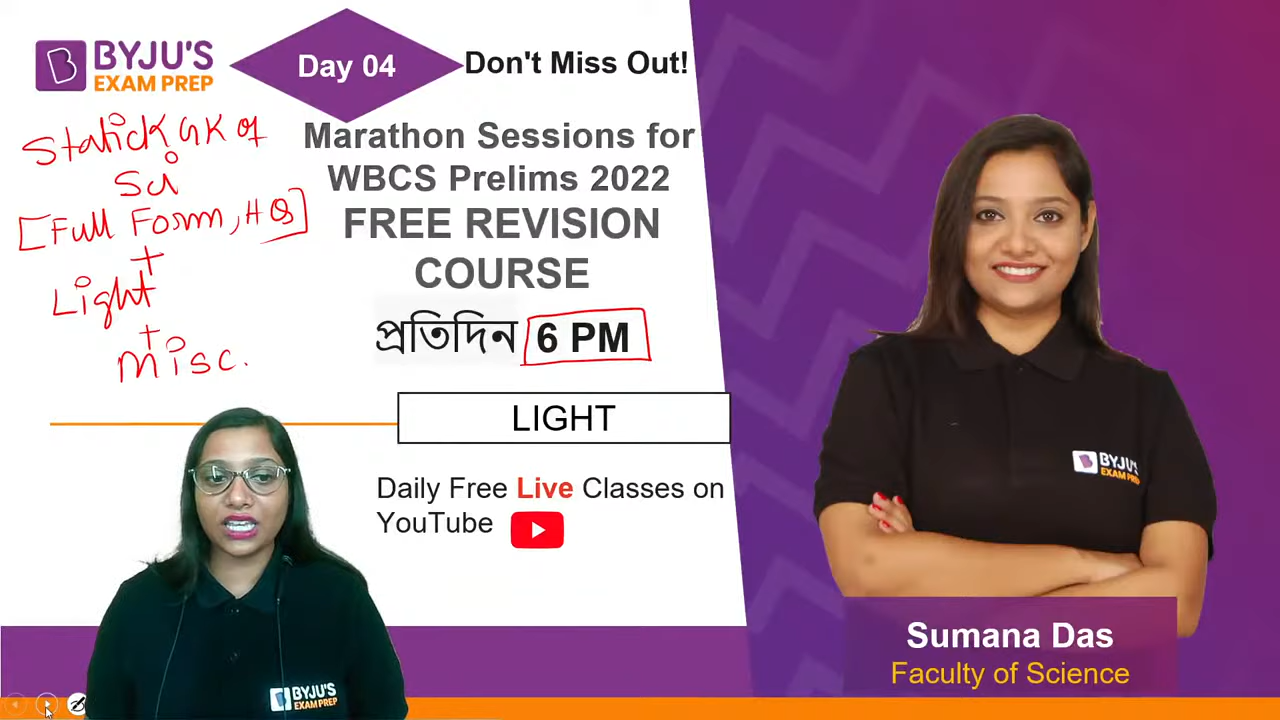 BYJU'S
EXAM PREP
Day 04
Don't Miss Out!
Statick GK of
Sci
[Full Form, HQ]
+
Light
+
Misc.
Marathon Sessions for
WBCS Prelims 2022
FREE REVISION
COURSE
প্রতিদিন 6 PM
LIGHT
Daily Free Live Classes on
YouTube
BYJU'S
EXAM PREP
BYJU'S
EXAM PREP
Sumana Das
Faculty of Science